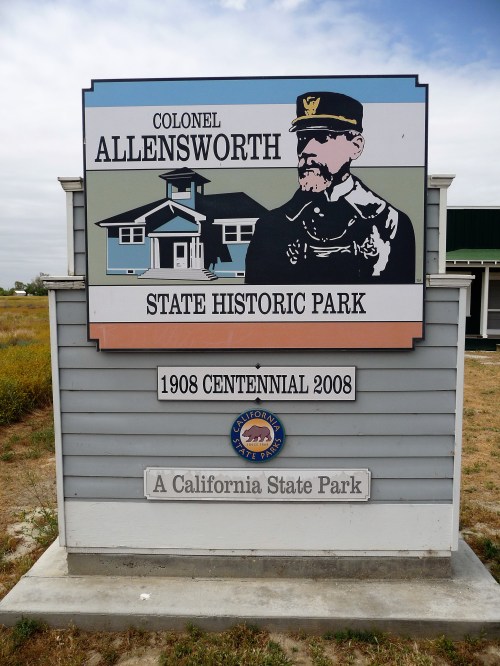 COLONEL
ALLENSWORTH
STATE HISTORIC PARK
1908 CENTENNIAL 2008
CALIFORNIA
STATE PARKS
A California State Park